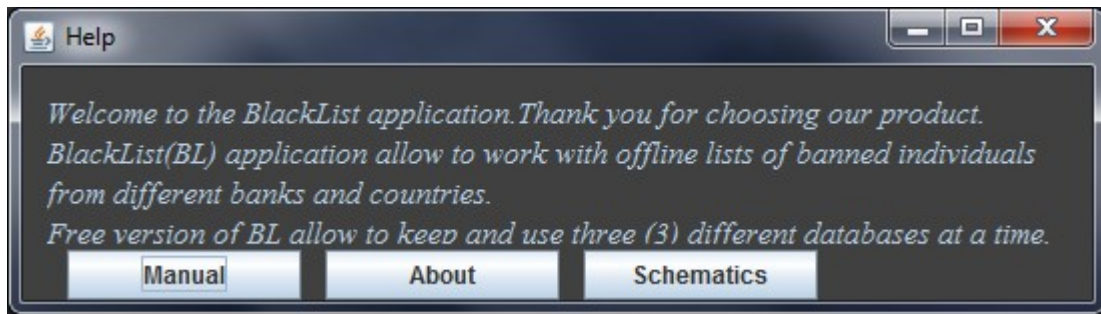 Help
Welcome to the BlackList application.Thank you for choosing our product.
BlackList(BL) application allow to work with offline lists of banned individuals
from different banks and countries.
Free version of BL allow to keep and use three (3) different databases at a time.
Manual About Schematics